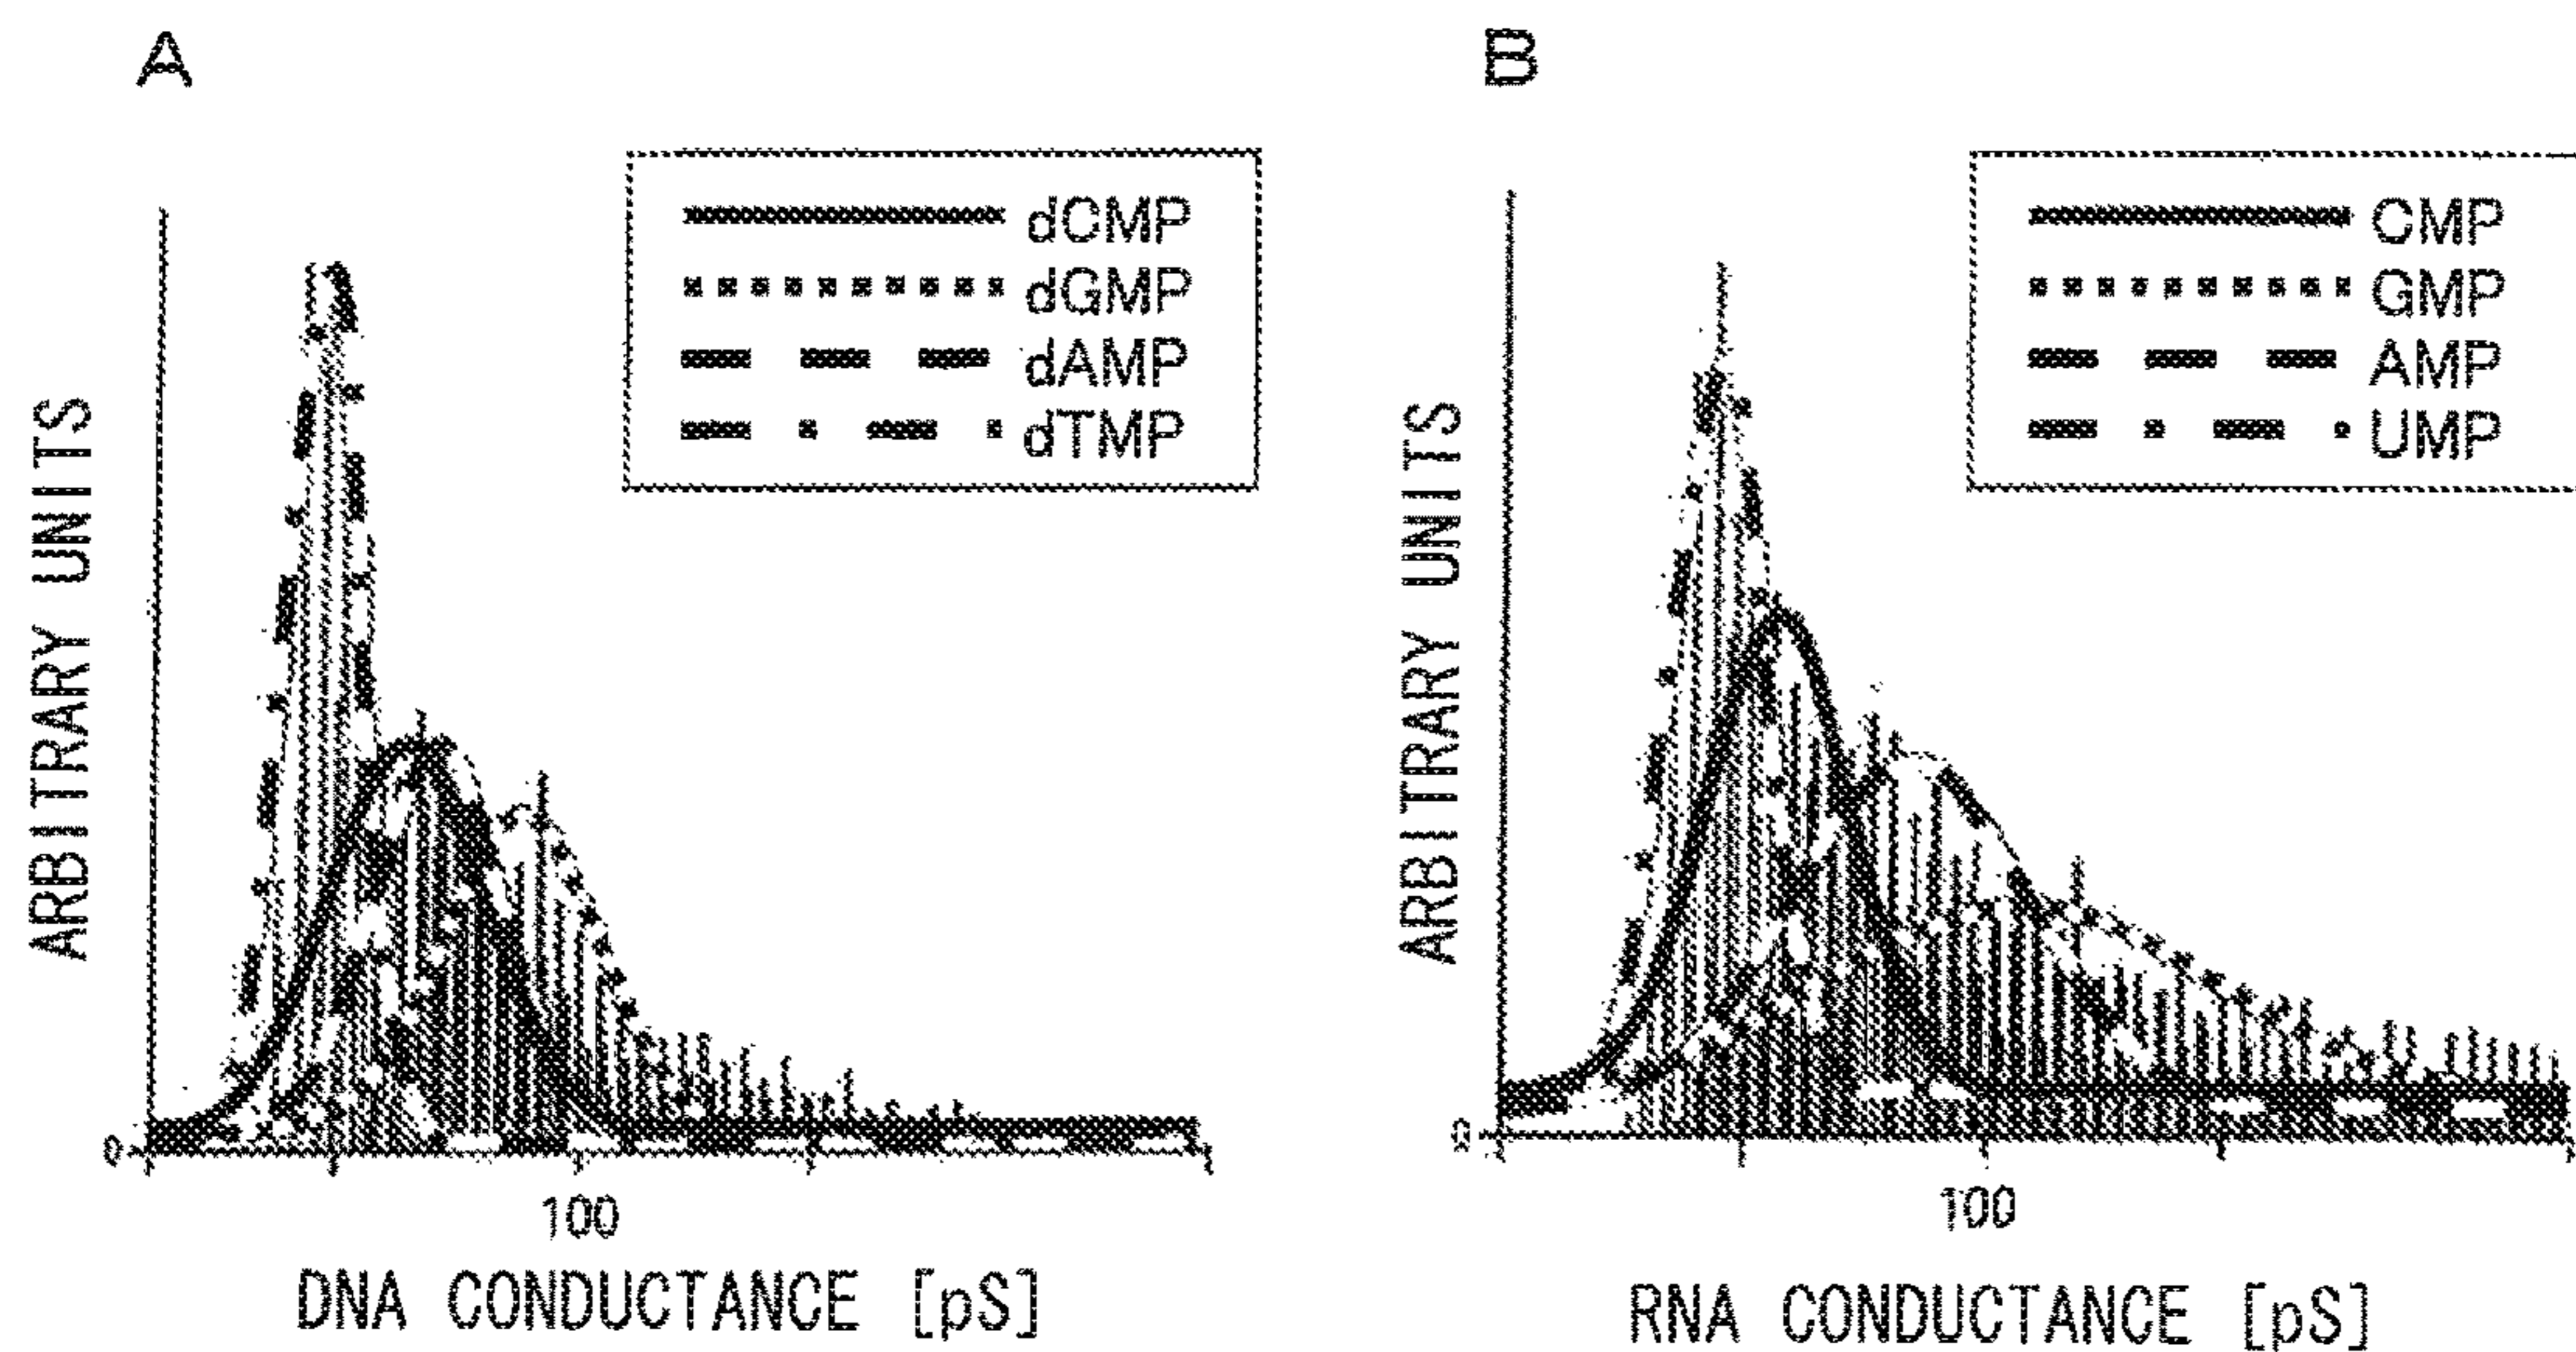 A
dCMP
dGMP
dAMP
dTMP
ARBITRARY UNITS
0
100
DNA CONDUCTANCE [pS]
B
CMP
GMP
AMP
UMP
ARBITRARY UNITS
100
RNA CONDUCTANCE [pS]